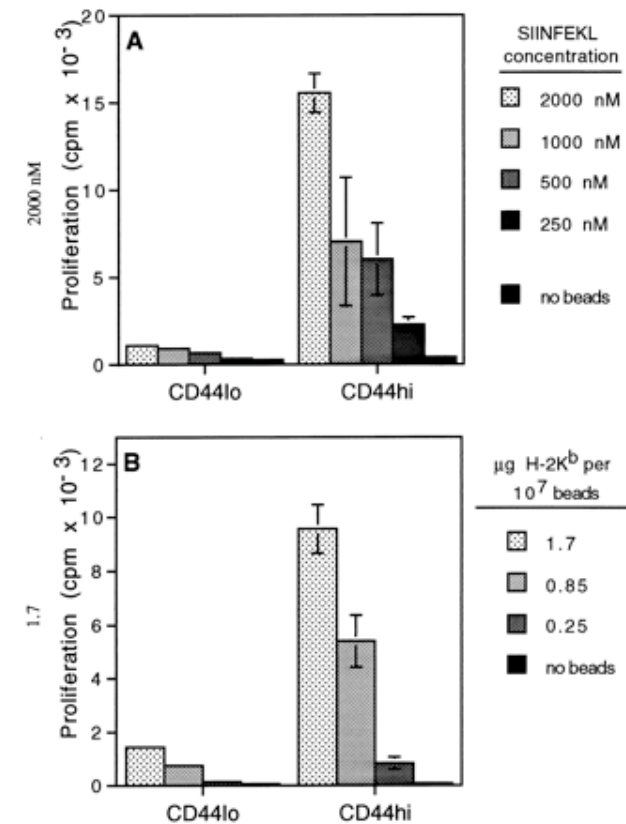 A
20
15
10
5
0
Proliferation (cpm x 10⁻³)
2000 nM
CD44lo
CD44hi
SIINFEKL
concentration
2000 nM
1000 nM
500 nM
250 nM
no beads
B
12
10
8
6
4
2
0
Proliferation (cpm x 10⁻³)
1.7
CD44lo
CD44hi
µg H-2Kᵇ per
10⁷ beads
1.7
0.85
0.25
no beads